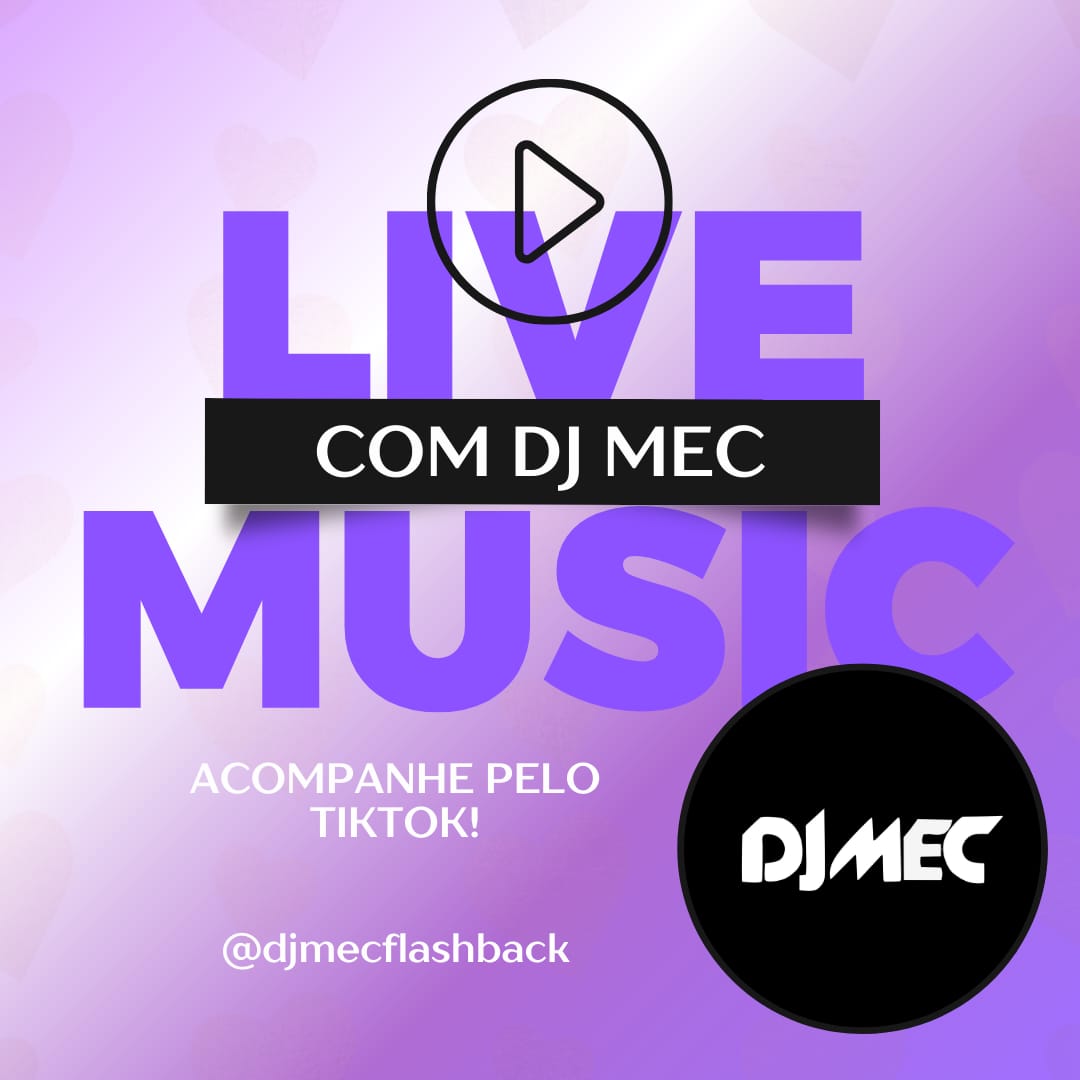 LIVE
COM DJ MEC
MUSIC
ACOMPANHE PELO
TIKTOK!
@djmecflashback
DJ MEC